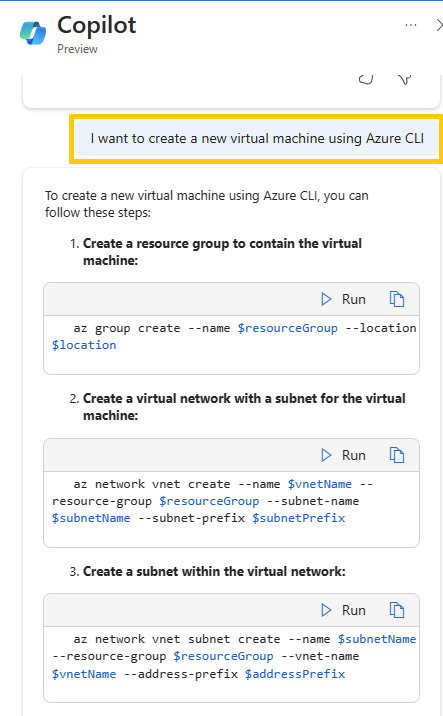 Copilot
Preview
I want to create a new virtual machine using Azure CLI
To create a new virtual machine using Azure CLI, you can
follow these steps:
1. Create a resource group to contain the virtual
machine:
Run
az group create --name $resourceGroup --location
$location
2. Create a virtual network with a subnet for the virtual
machine:
Run
az network vnet create --name $vnetName --
resource-group $resourceGroup --subnet-name
$subnetName --subnet-prefix $subnetPrefix
3. Create a subnet within the virtual network:
Run
az network vnet subnet create --name $subnetName
--resource-group $resourceGroup --vnet-name
$vnetName --address-prefix $addressPrefix